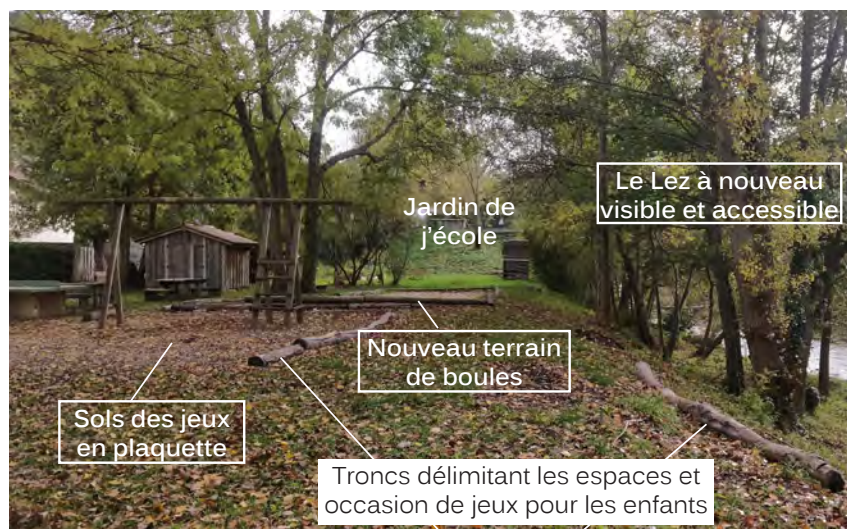 Jardin de
j’école
Le Lez à nouveau
visible et accessible
Nouveau terrain
de boules
Sols des jeux
en plaquette
Troncs délimitant les espaces et
occasion de jeux pour les enfants